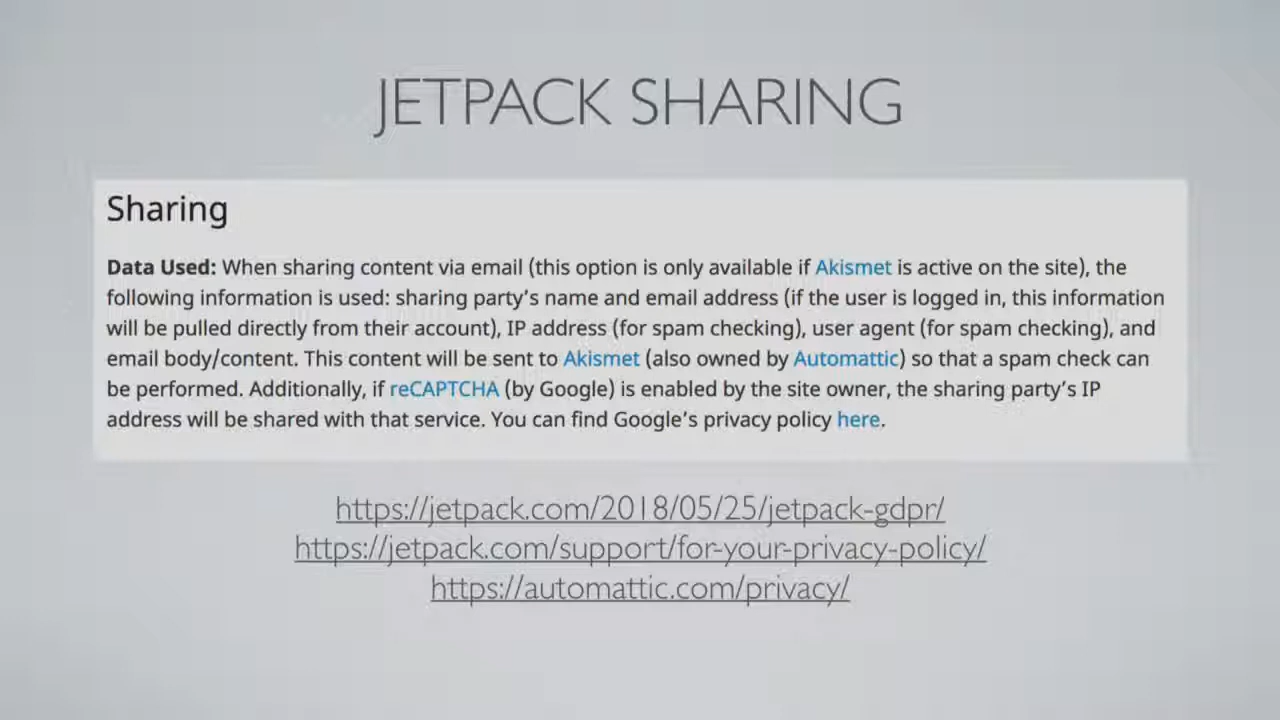 JETPACK SHARING
Sharing
Data Used: When sharing content via email (this option is only available if Akismet is active on the site), the
following information is used: sharing party's name and email address (if the user is logged in, this information
will be pulled directly from their account), IP address (for spam checking), user agent (for spam checking), and
email body/content. This content will be sent to Akismet (also owned by Automattic) so that a spam check can
be performed. Additionally, if reCAPTCHA (by Google) is enabled by the site owner, the sharing party's IP
address will be shared with that service. You can find Google's privacy policy here.
https://jetpack.com/2018/05/25/jetpack-gdpr/
https://jetpack.com/support/for-your-privacy-policy/
https://automattic.com/privacy/